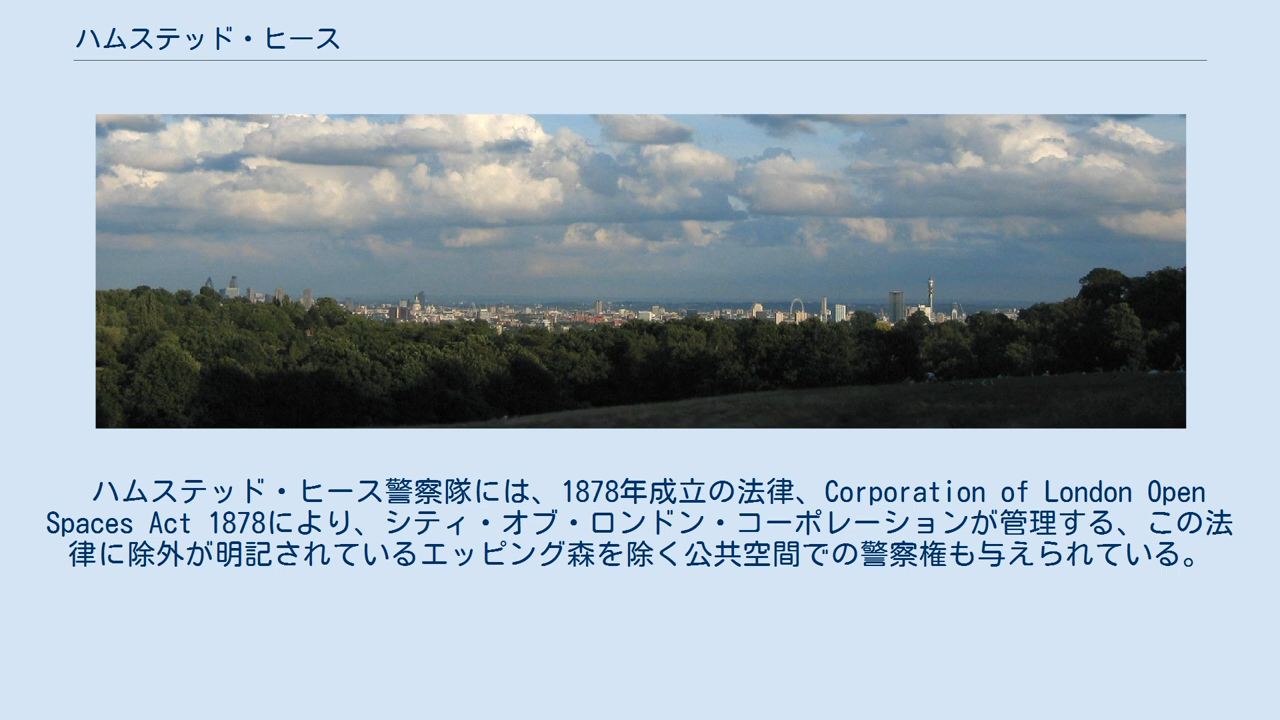 ハムステッド・ヒース
ハムステッド・ヒース警察隊には、1878年成立の法律、Corporation of London Open
Spaces Act 1878により、シティ・オブ・ロンドン・コーポレーションが管理する、この法
律に除外が明記されているエッピング森を除く公共空間での警察権も与えられている。